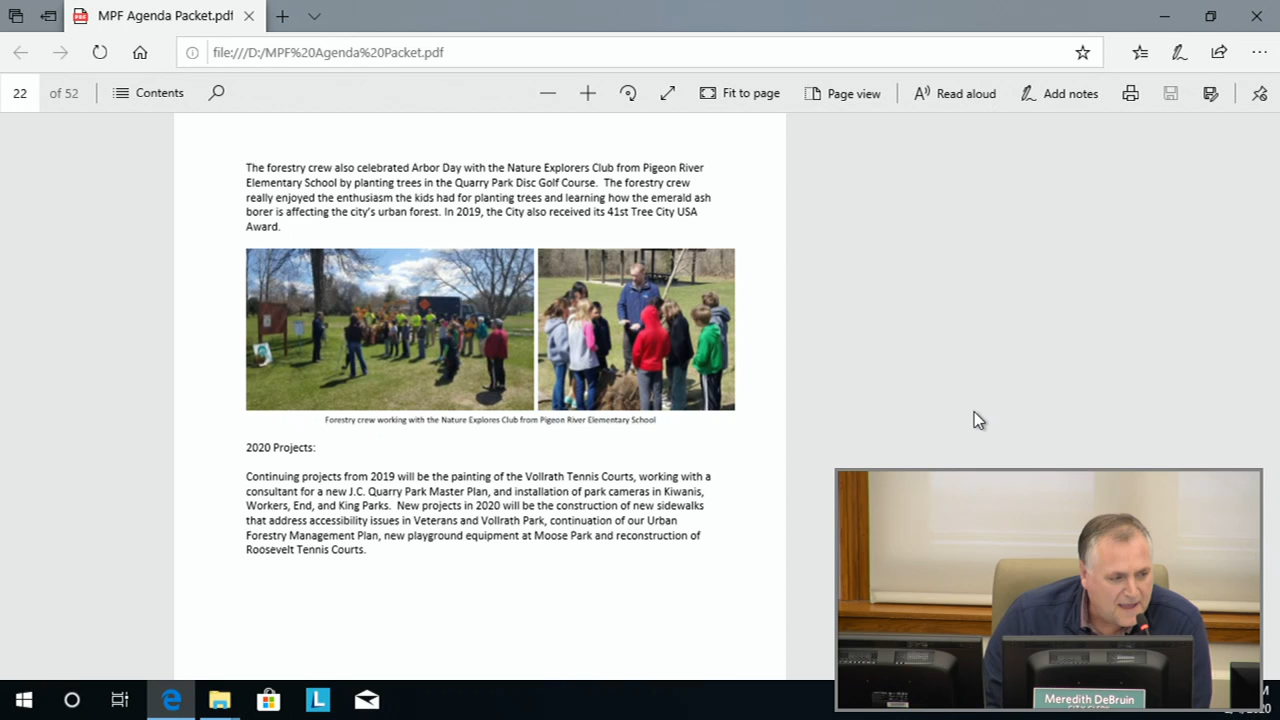 MPF Agenda Packet.pdf
file:///D:/MPF%20Agenda%20Packet.pdf
22 of 52 Contents Fit to page Page view Read aloud Add notes
The forestry crew also celebrated Arbor Day with the Nature Explorers Club from Pigeon River
Elementary School by planting trees in the Quarry Park Disc Golf Course. The forestry crew
really enjoyed the enthusiasm the kids had for planting trees and learning how the emerald ash
borer is affecting the city's urban forest. In 2019, the City also received its 41st Tree City USA
Award.
Forestry crew working with the Nature Explores Club from Pigeon River Elementary School
2020 Projects:
Continuing projects from 2019 will be the painting of the Vollrath Tennis Courts, working with a
consultant for a new J.C. Quarry Park Master Plan, and installation of park cameras in Kiwanis,
Workers, End, and King Parks. New projects in 2020 will be the construction of new sidewalks
that address accessibility issues in Veterans and Vollrath Park, continuation of our Urban
Forestry Management Plan, new playground equipment at Moose Park and reconstruction of
Roosevelt Tennis Courts.
Meredith DeBruin
CITY CLERK
L